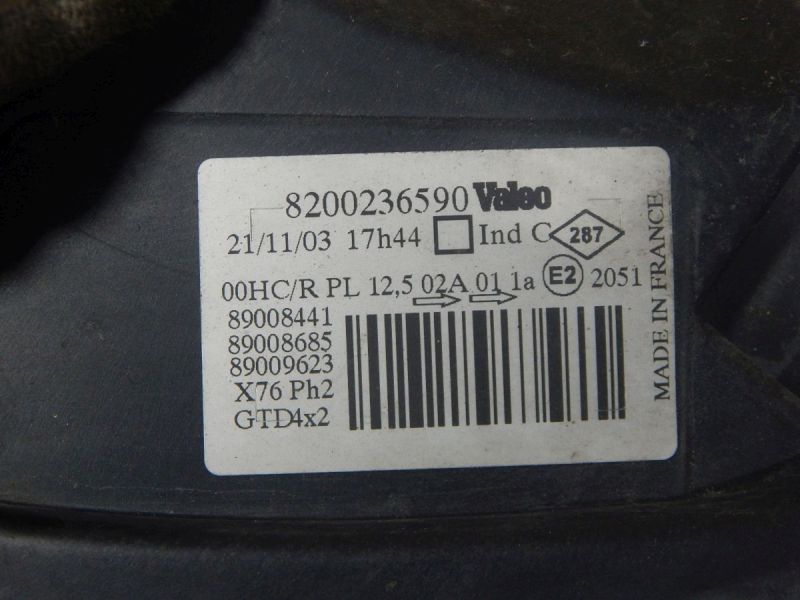 8200236590 Valeo
21/11/03 17h44 Ind C 287
00HC/R PL 12,5 02A 01 1a E2 2051
89008441
89008685
89009623
X76 Ph2
GTD4x2
MADE IN FRANCE